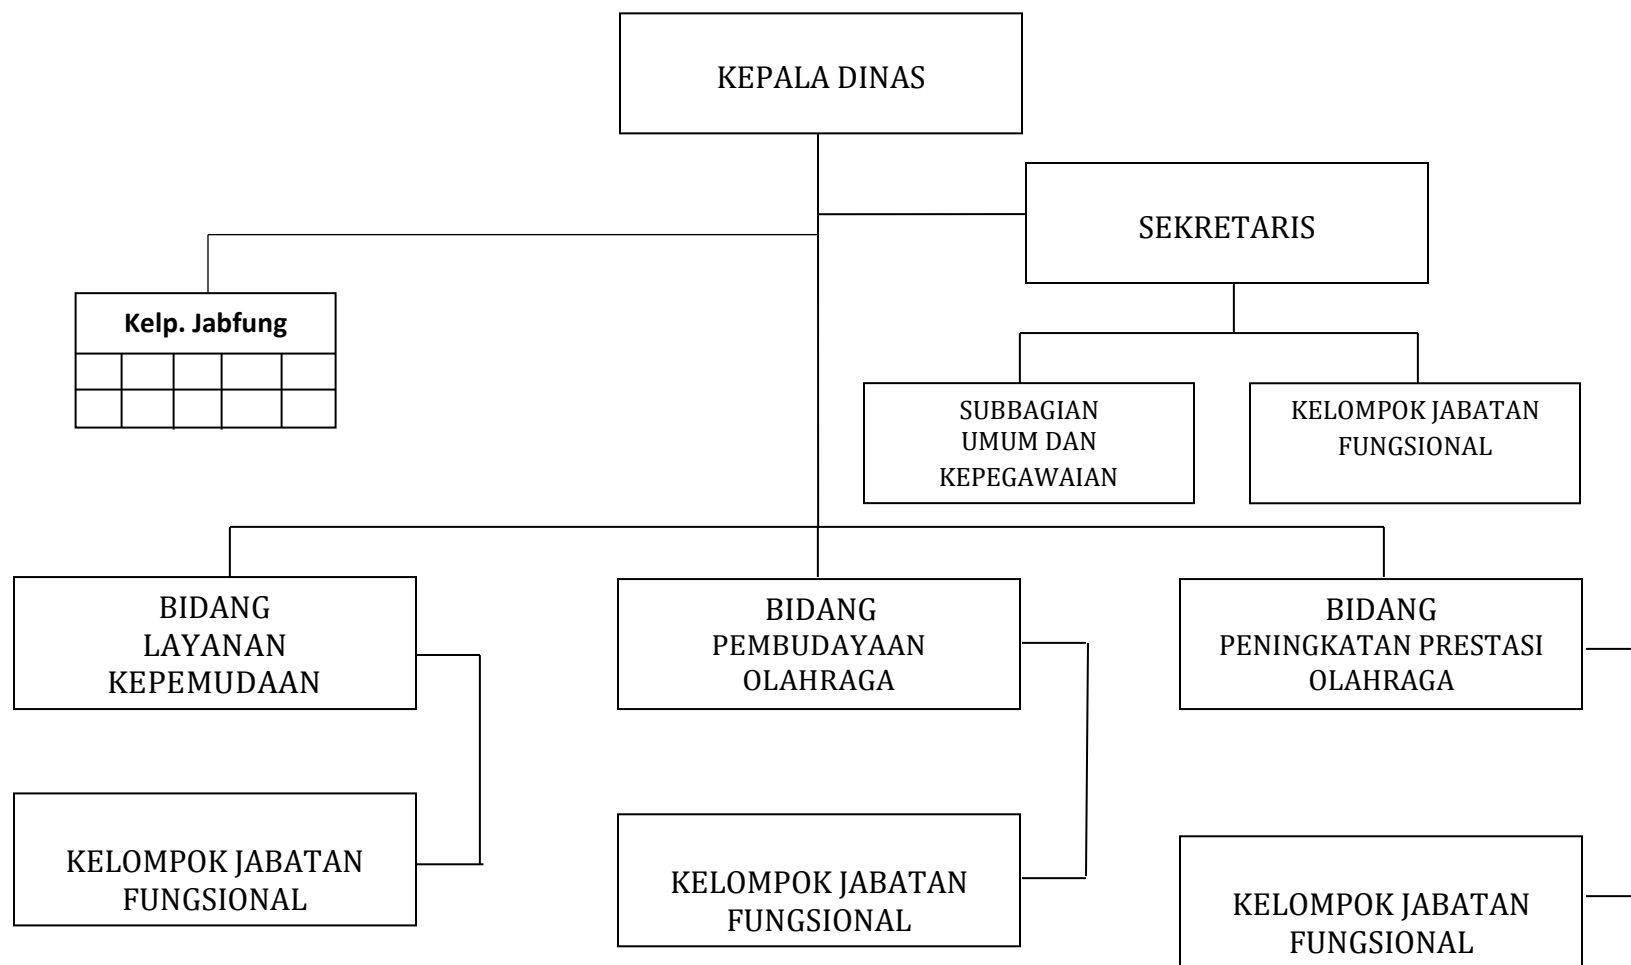 KEPALA DINAS
SEKRETARIS
Kelp. Jabfung
SUBBAGIAN
UMUM DAN
KEPEGAWAIAN
KELOMPOK JABATAN
FUNGSIONAL
BIDANG
LAYANAN
KEPEMUDAAN
BIDANG
PEMBUDAYAAN
OLAHRAGA
BIDANG
PENINGKATAN PRESTASI
OLAHRAGA
KELOMPOK JABATAN
FUNGSIONAL
KELOMPOK JABATAN
FUNGSIONAL
KELOMPOK JABATAN
FUNGSIONAL